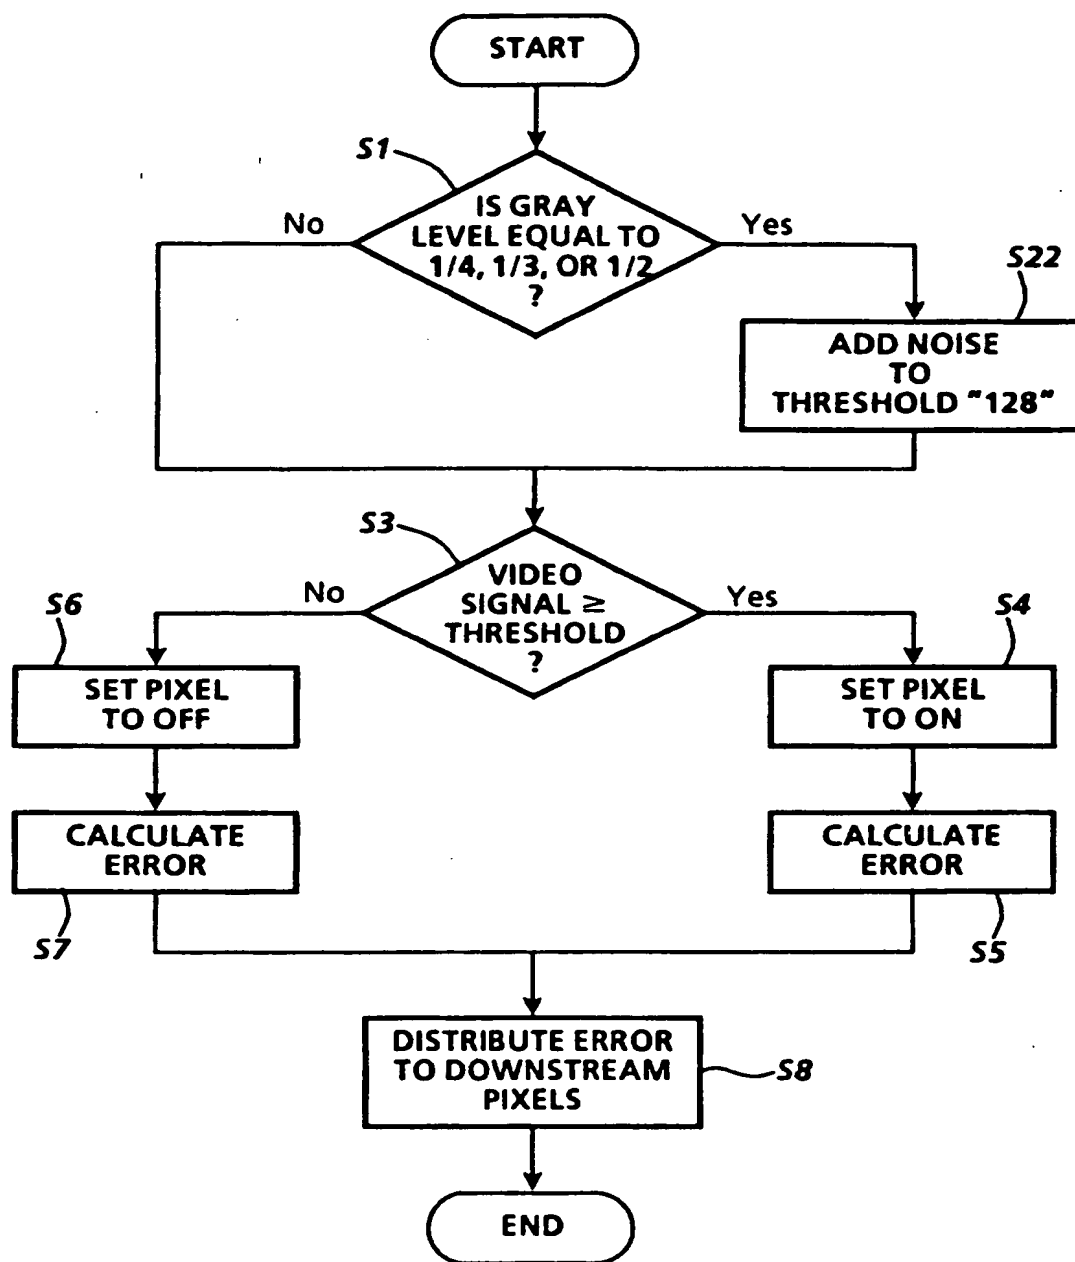 START
S1
IS GRAY
LEVEL EQUAL TO
1/4, 1/3, OR 1/2
?
No
Yes
S22
ADD NOISE
TO
THRESHOLD "128"
S3
VIDEO
SIGNAL ≥
THRESHOLD
?
No
Yes
S6
SET PIXEL
TO OFF
S4
SET PIXEL
TO ON
CALCULATE
ERROR
S7
CALCULATE
ERROR
S5
DISTRIBUTE ERROR
TO DOWNSTREAM
PIXELS
S8
END